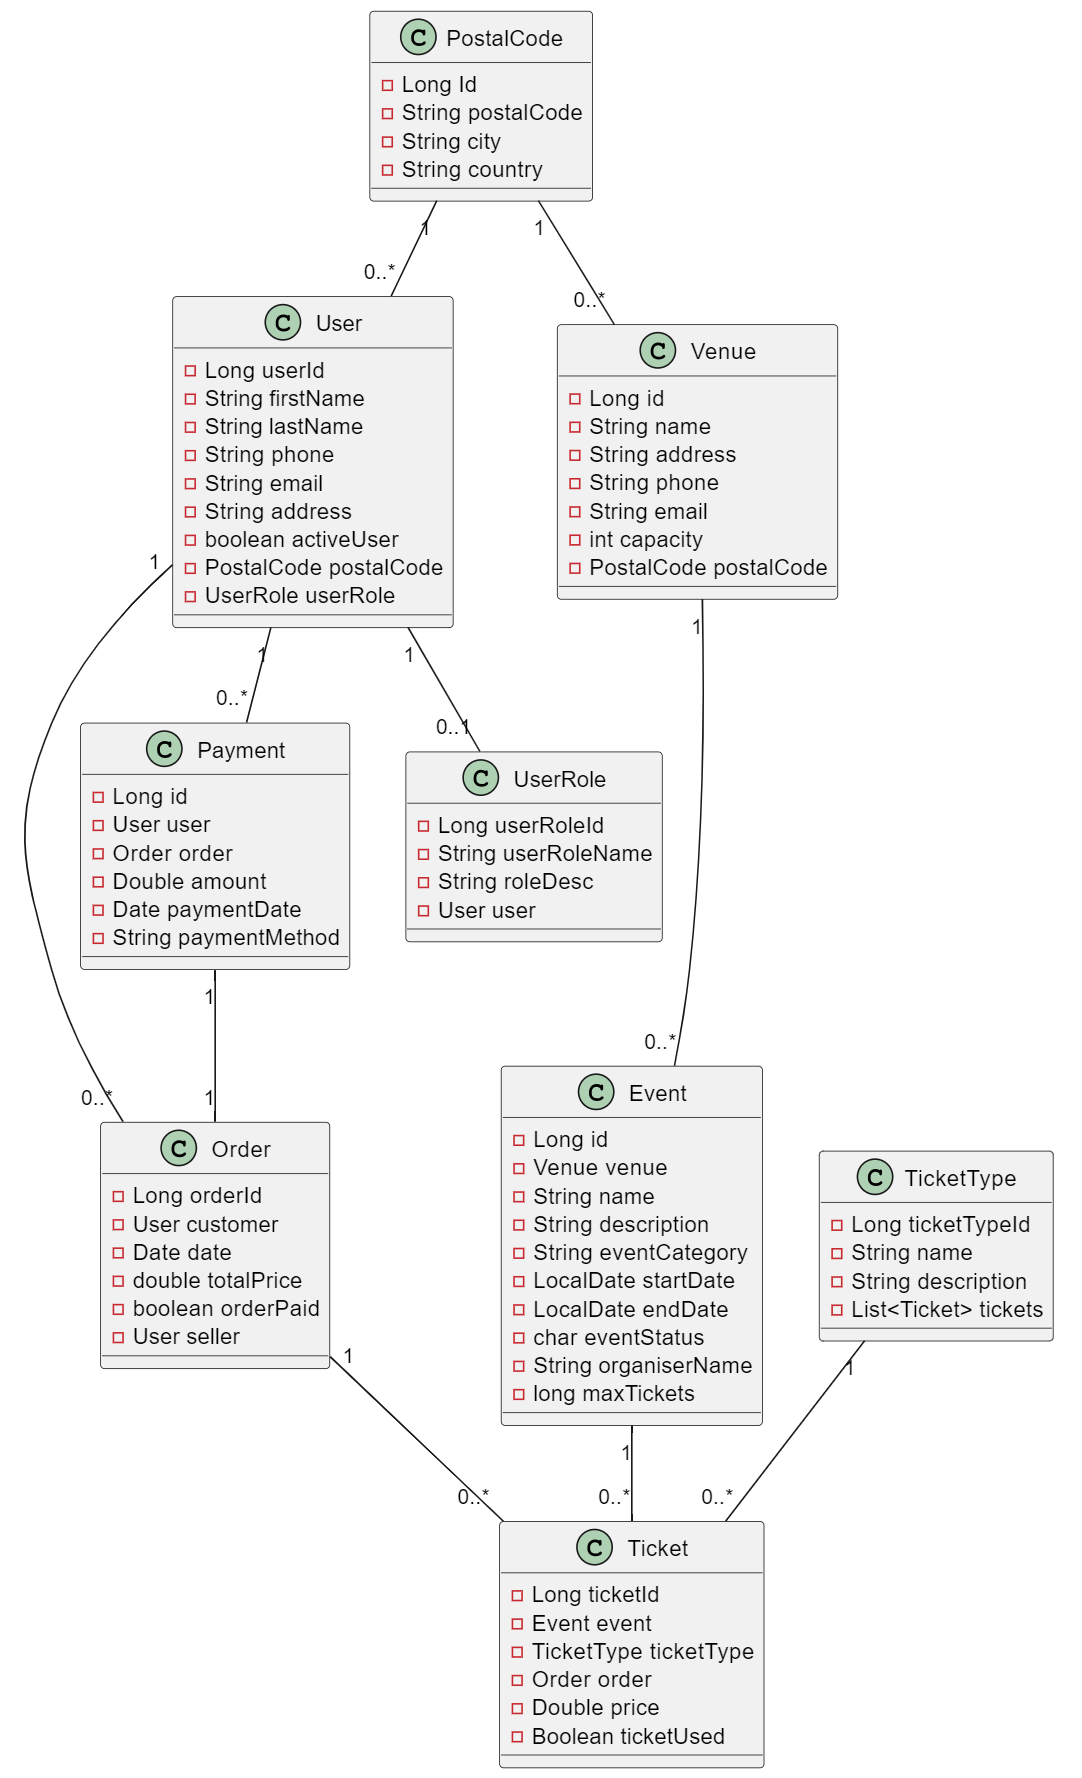 C PostalCode
Long Id
String postalCode
String city
String country
1
1
0..*
0..*
C User
Long userId
String firstName
String lastName
String phone
String email
String address
boolean activeUser
PostalCode postalCode
UserRole userRole
C Venue
Long id
String name
String address
String phone
String email
int capacity
PostalCode postalCode
1
1
1
1
0..*
0..1
C Payment
Long id
User user
Order order
Double amount
Date paymentDate
String paymentMethod
C UserRole
Long userRoleId
String userRoleName
String roleDesc
User user
1
0..*
0..*
1
C Order
Long orderId
User customer
Date date
double totalPrice
boolean orderPaid
User seller
C Event
Long id
Venue venue
String name
String description
String eventCategory
LocalDate startDate
LocalDate endDate
char eventStatus
String organiserName
long maxTickets
C TicketType
Long ticketTypeId
String name
String description
List<Ticket> tickets
1
1
1
0..*
0..*
0..*
C Ticket
Long ticketId
Event event
TicketType ticketType
Order order
Double price
Boolean ticketUsed